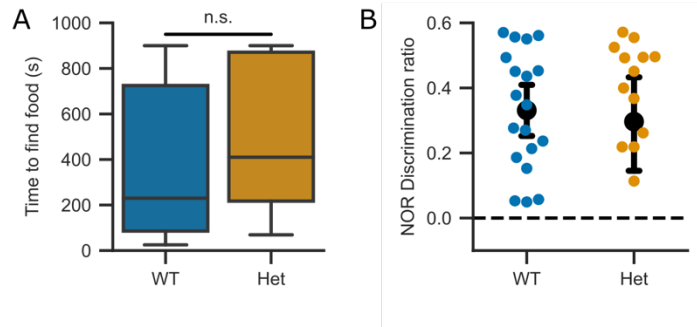 A
n.s.
1000
800
600
400
200
0
Time to find food (s)
WT
Het
B
0.6
0.4
0.2
0.0
NOR Discrimination ratio
WT
Het